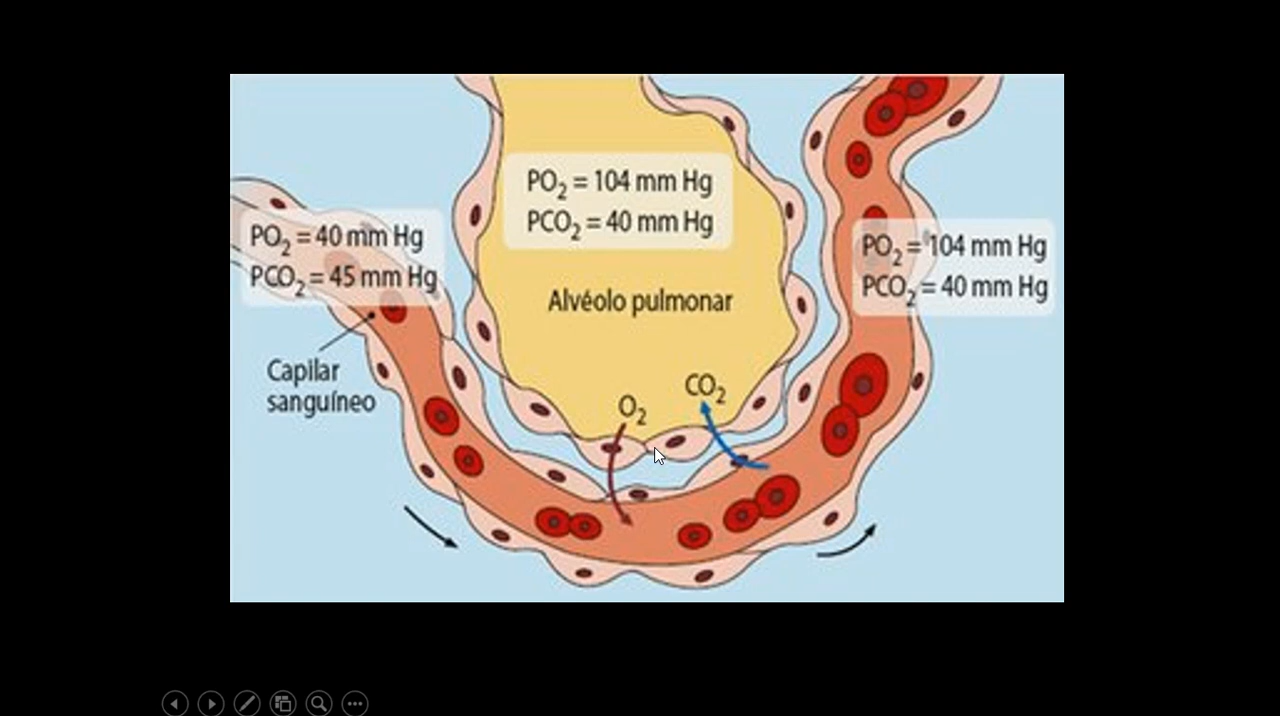 PO₂ = 104 mm Hg
PCO₂ = 40 mm Hg
PO₂ = 40 mm Hg
PCO₂ = 45 mm Hg
PO₂ = 104 mm Hg
PCO₂ = 40 mm Hg
Alvéolo pulmonar
Capilar
sanguíneo
O₂
CO₂